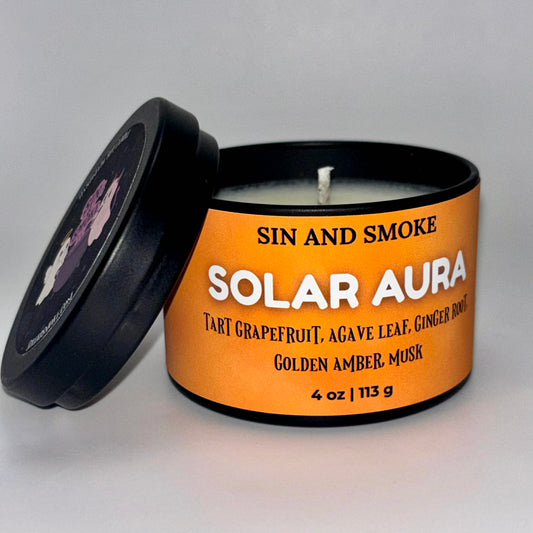 SIN AND SMOKE
SOLAR AURA
TART GRAPEFRUIT, AGAVE LEAF, GINGER ROOT,
GOLDEN AMBER, MUSK
4 oz | 113 g